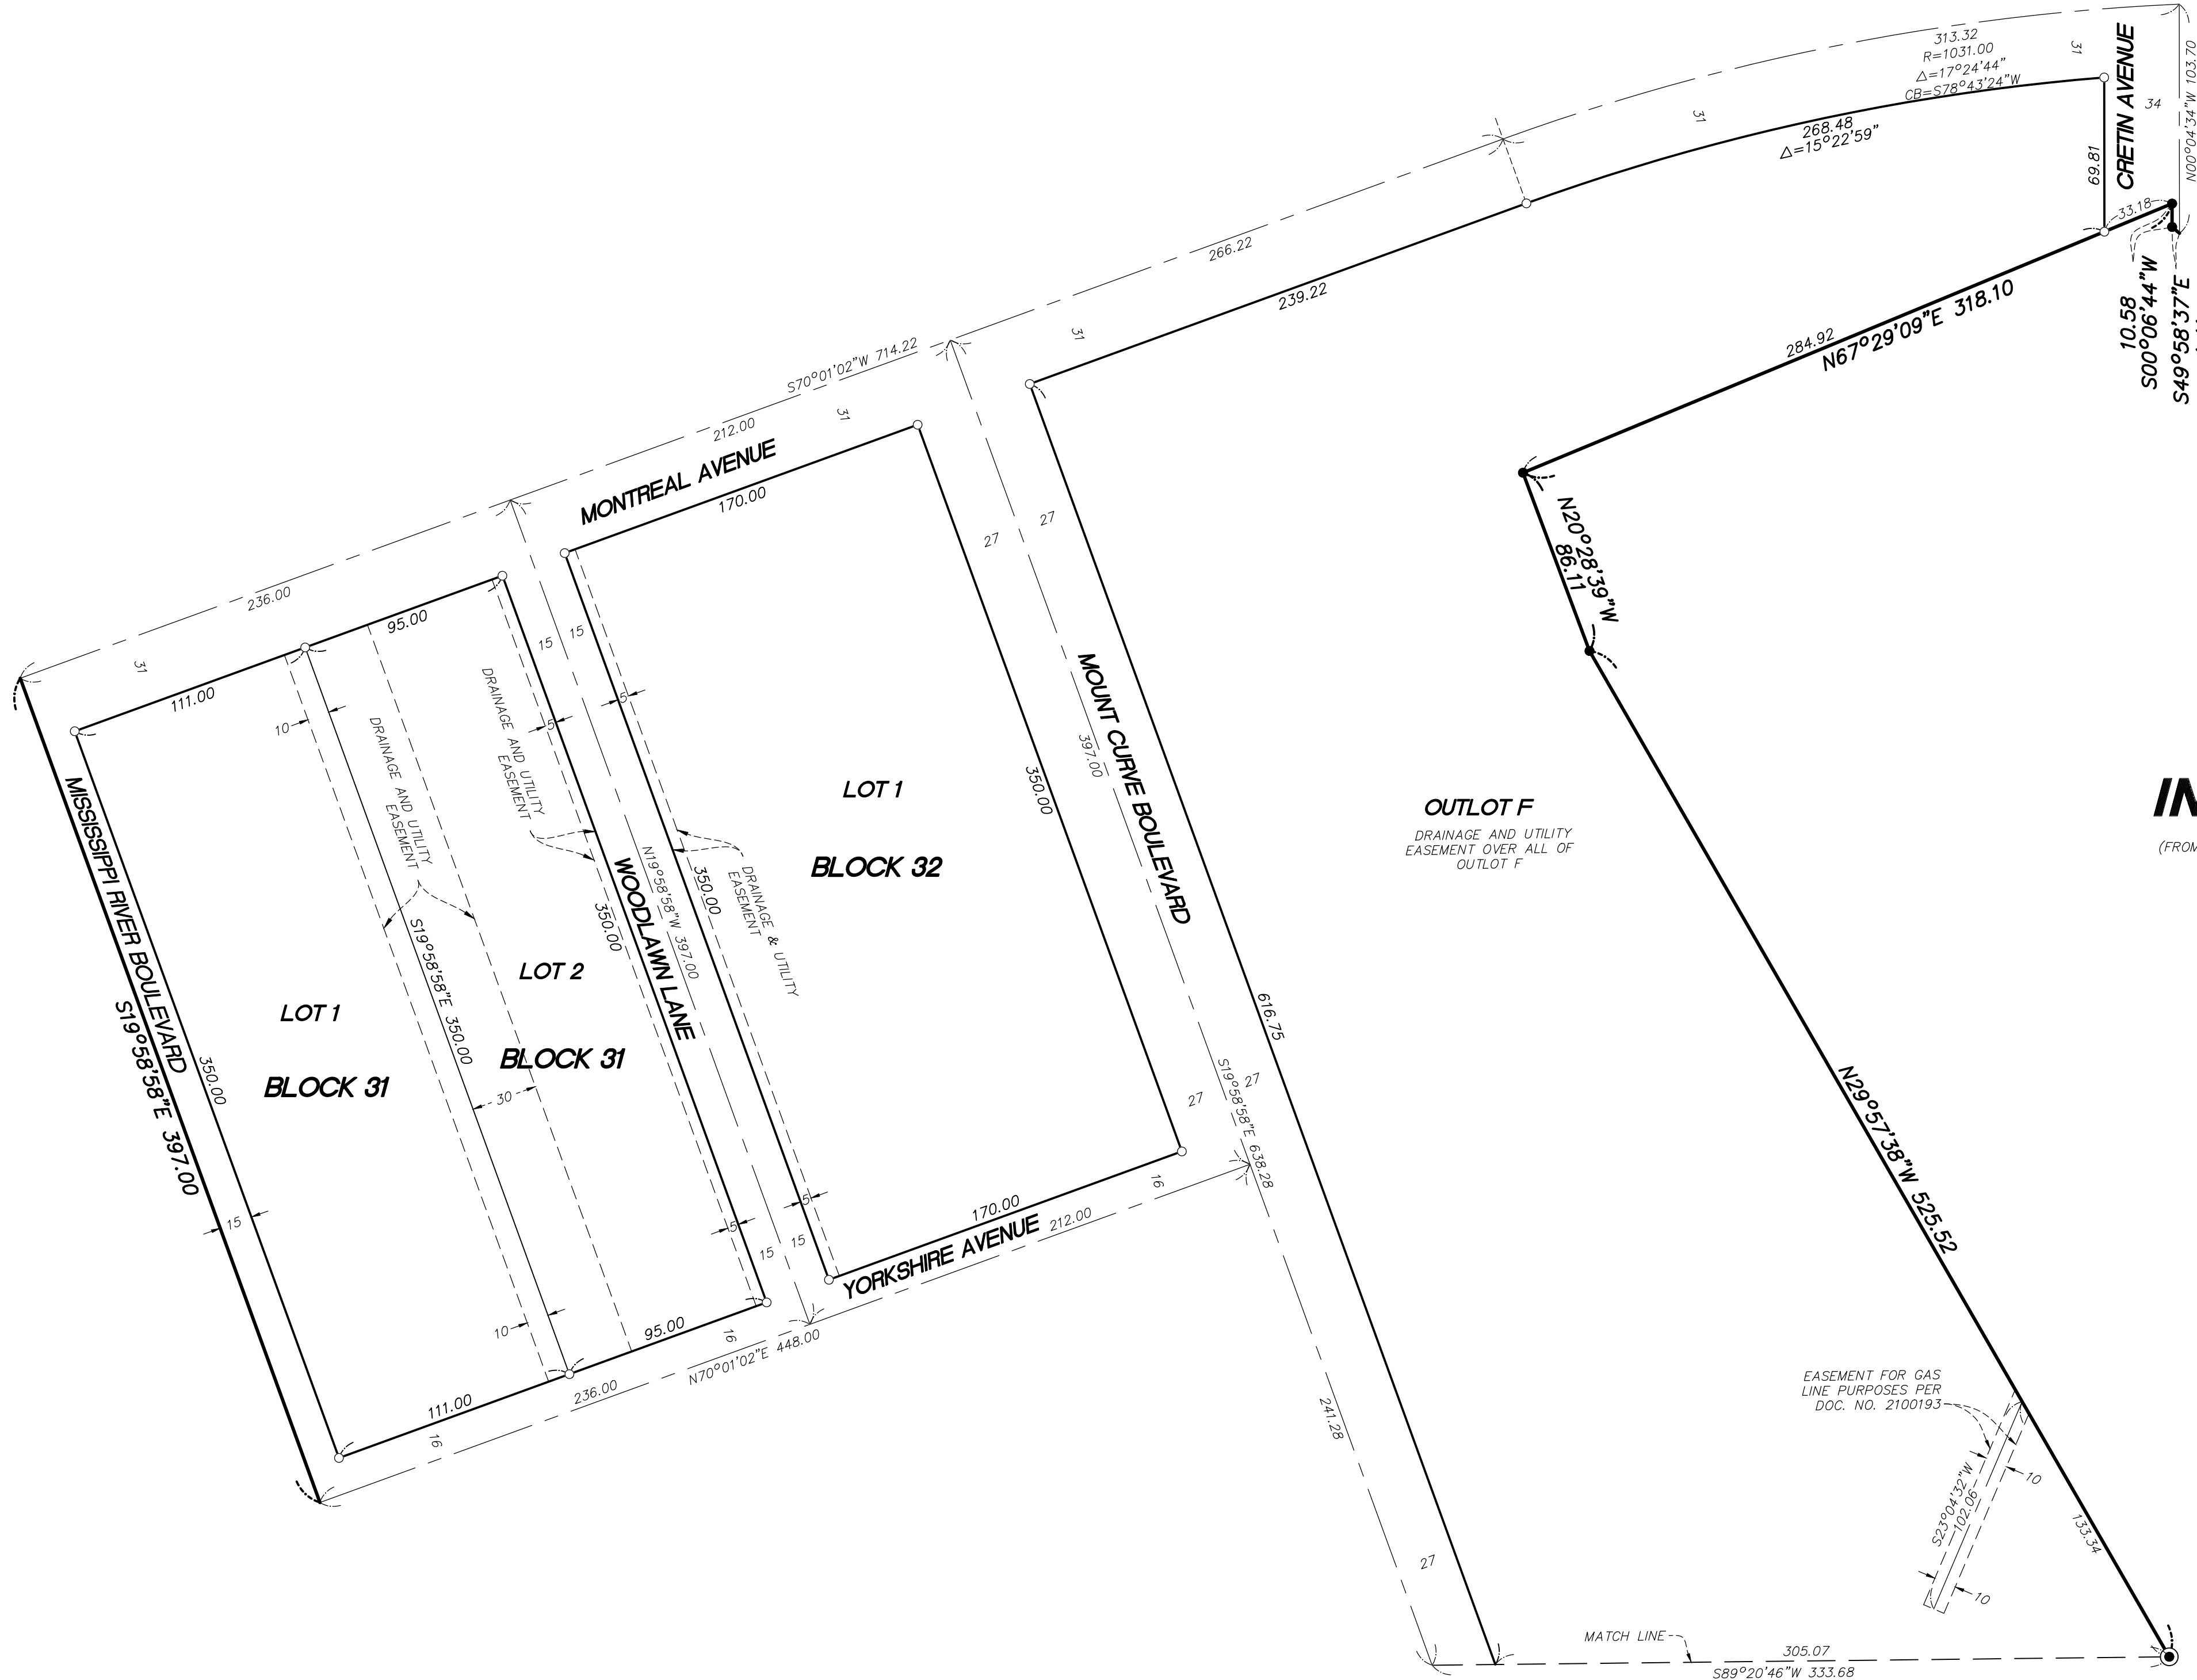 313.32
R=1031.00
△=17°24'44"
CB=S78°43'24"W
31
CRETIN AVENUE
34
N00°04'34"W 103.70
31
268.48
△=15°22'59"
69.81
33.18
10.58
S00°06'44"W
S49°58'37"E
266.22
239.22
284.92
N67°29'09"E 318.10
31
S70°01'02"W 714.22
31
212.00
MONTREAL AVENUE
170.00
27
27
N20°28'39"W
86.11
236.00
95.00
31
111.00
15
15
10
5
5
DRAINAGE AND UTILITY
EASEMENT
DRAINAGE AND UTILITY
EASEMENT
MOUNT CURVE BOULEVARD
397.00
350.00
LOT 1
BLOCK 32
OUTLOT F
DRAINAGE AND UTILITY
EASEMENT OVER ALL OF
OUTLOT F
(FROM
MISSISSIPPI RIVER BOULEVARD
S19°58'58"E 397.00
350.00
S19°58'58"E 350.00
WOODLAWN LANE
350.00
N19°58'58"W 397.00
350.00
DRAINAGE & UTILITY
EASEMENT
LOT 2
BLOCK 31
LOT 1
BLOCK 31
30
616.75
S19°58'58"E 638.28
27
27
N29°57'38"W 525.52
15
5
5
15
15
170.00
16
YORKSHIRE AVENUE
212.00
10
95.00
16
N70°01'02"E 448.00
236.00
111.00
16
241.28
27
EASEMENT FOR GAS
LINE PURPOSES PER
DOC. NO. 2100193
S23°04'32"W
102.06
10
10
133.34
MATCH LINE
305.07
S89°20'46"W 333.68